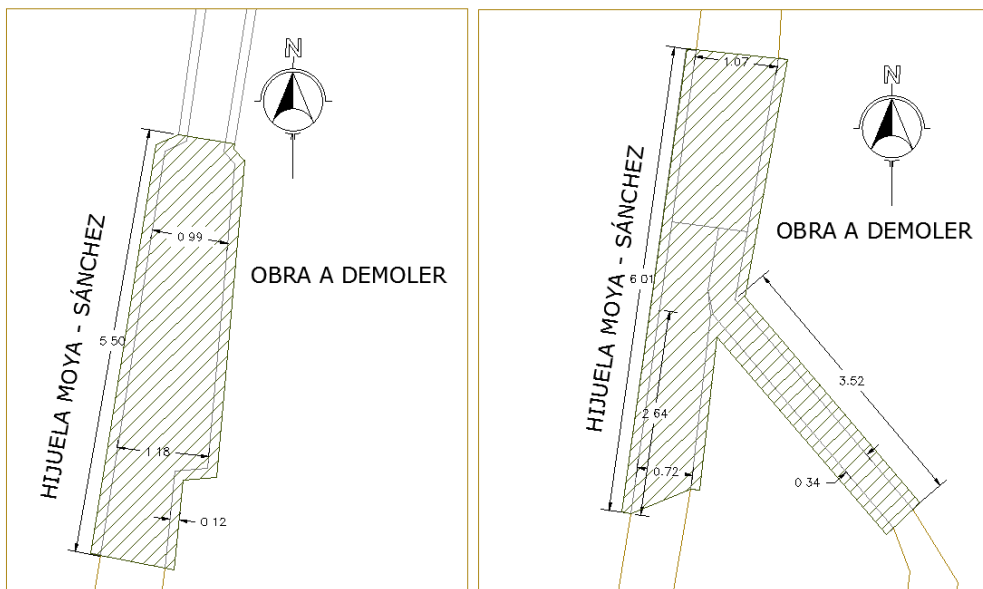 N
0.99
HIJUELA MOYA - SÁNCHEZ
OBRA A DEMOLER
5.50
1.18
0.12
1.07
N
HIJUELA MOYA - SÁNCHEZ
OBRA A DEMOLER
6.01
3.52
2.64
0.72
0.34